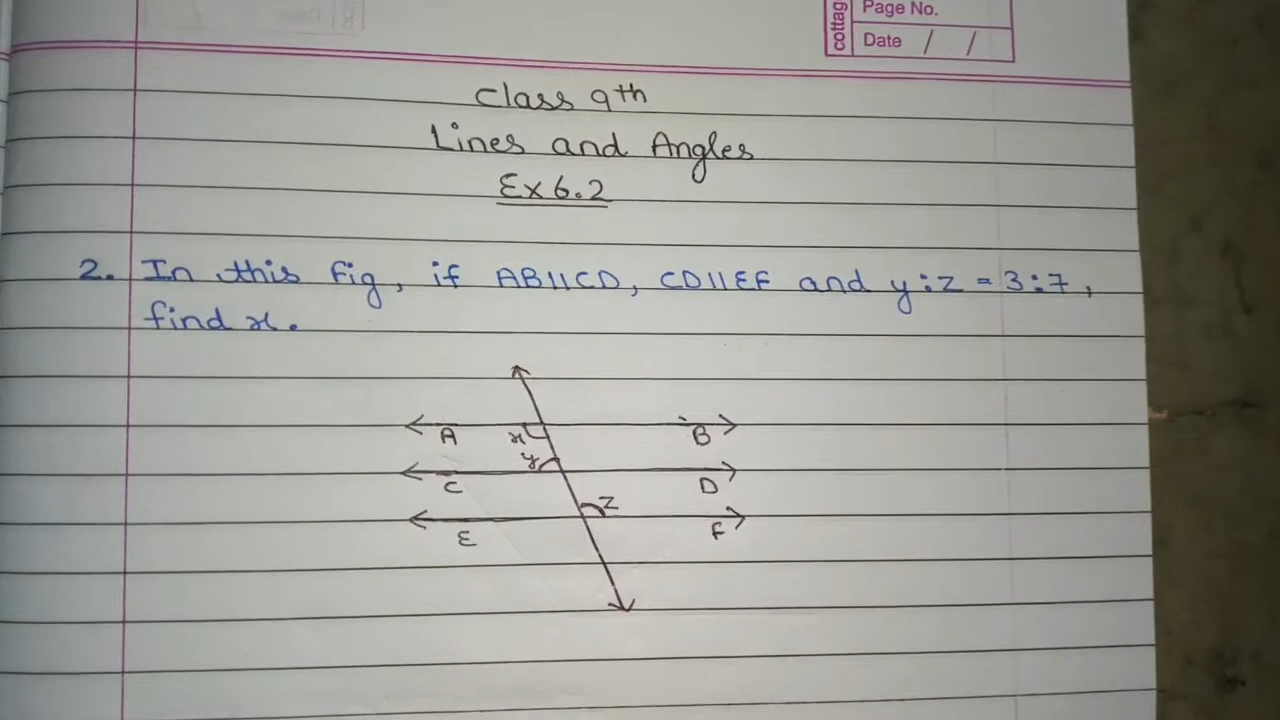 cottag
Page No.
Date / /
Class 9th
Lines and Angles
Ex 6.2
2. In this fig, if AB||CD, CD||EF and y:z = 3:7,
find x.
A x B
y
C D
z
E F